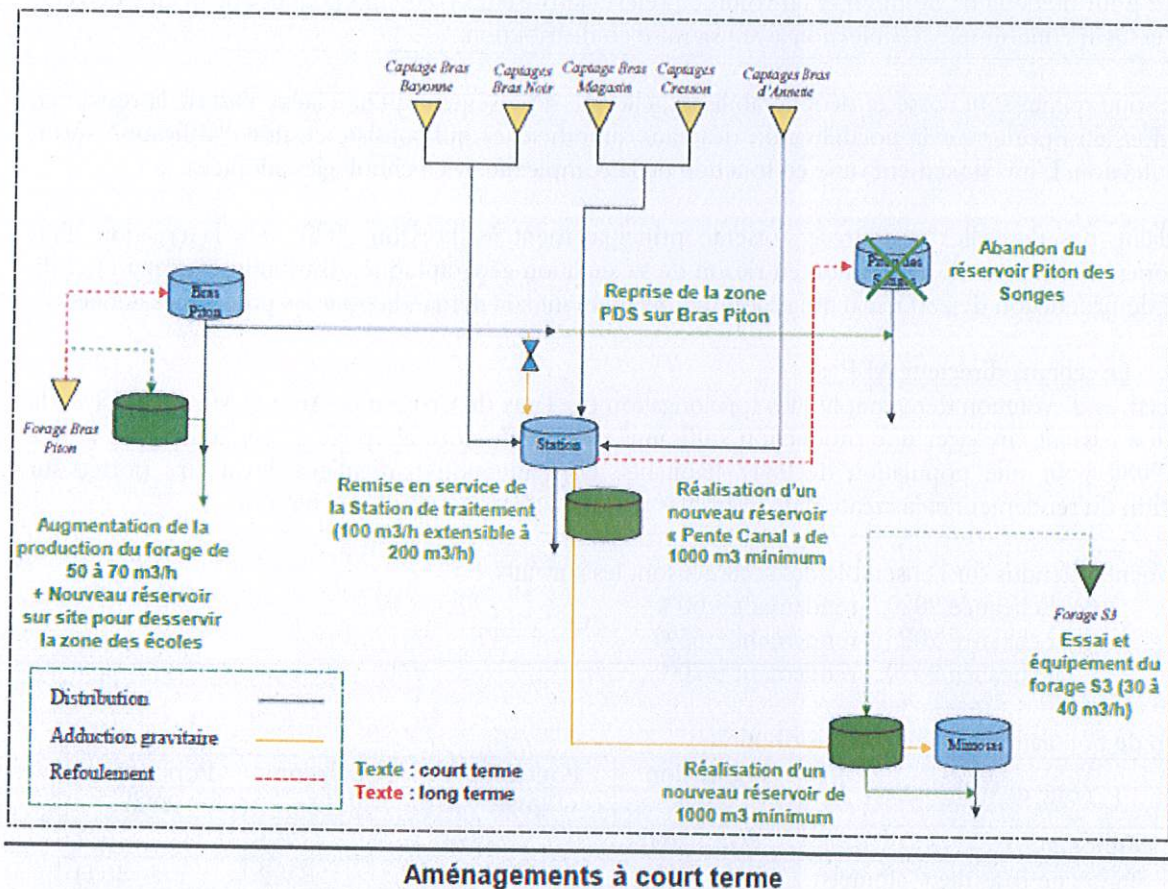 Captage Bras
Bayonne
Captages
Bras Noir
Captage Bras
Magasin
Captages
Cresson
Captages Bras
d'Annette
Bras
Piton
Piton des
Songes
Abandon du
réservoir Piton des
Songes
Reprise de la zone
PDS sur Bras Piton
Forage Bras
Piton
Station
Augmentation de la
production du forage de
50 à 70 m3/h
+ Nouveau réservoir
sur site pour desservir
la zone des écoles
Remise en service de
la Station de traitement
(100 m3/h extensible à
200 m3/h)
Réalisation d'un
nouveau réservoir
« Pente Canal » de
1000 m3 minimum
Forage S3
Essai et
équipement du
forage S3 (30 à
40 m3/h)
Mimosas
Réalisation d'un
nouveau réservoir de
1000 m3 minimum
Distribution
Adduction gravitaire
Refoulement
Texte : court terme
Texte : long terme
Aménagements à court terme